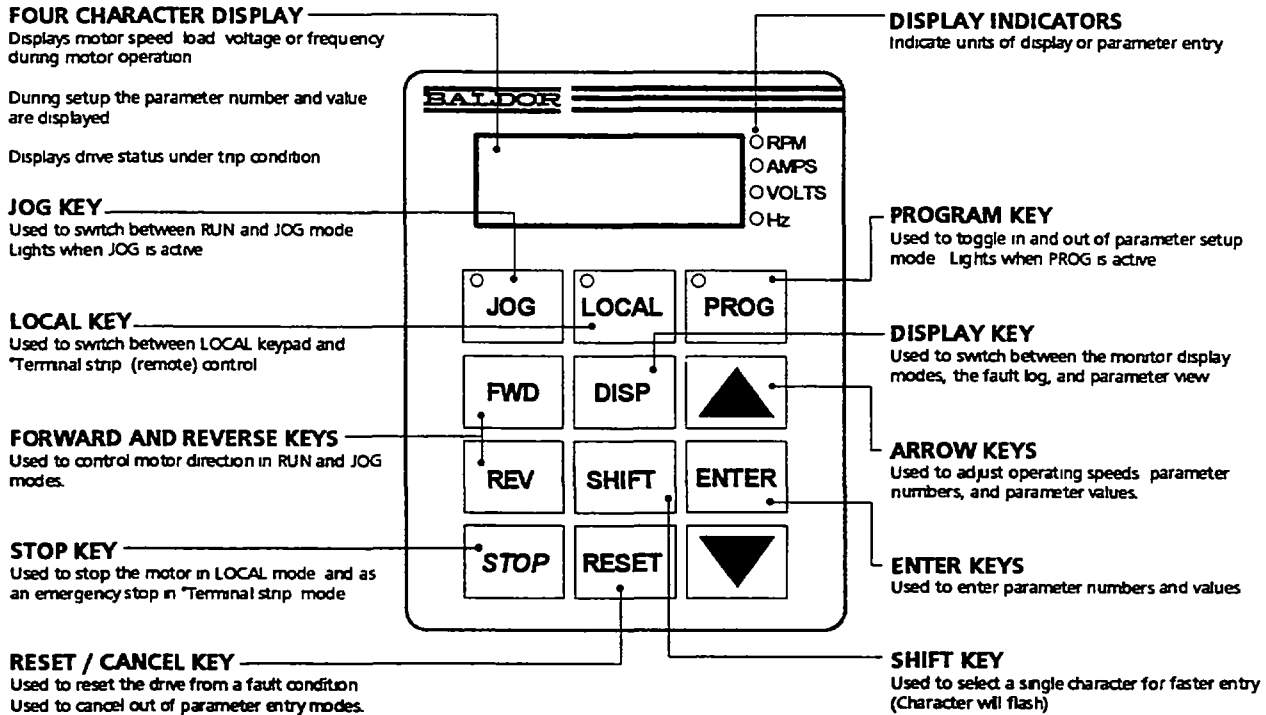 FOUR CHARACTER DISPLAY
Displays motor speed load voltage or frequency
during motor operation
During setup the parameter number and value
are displayed
Displays drive status under trip condition
JOG KEY
Used to switch between RUN and JOG mode
Lights when JOG is active
LOCAL KEY
Used to switch between LOCAL keypad and
"Terminal strip (remote) control
FORWARD AND REVERSE KEYS
Used to control motor direction in RUN and JOG
modes.
STOP KEY
Used to stop the motor in LOCAL mode and as
an emergency stop in "Terminal strip mode
RESET / CANCEL KEY
Used to reset the drive from a fault condition
Used to cancel out of parameter entry modes.
BALDOR
RPM
AMPS
VOLTS
Hz
JOG
LOCAL
PROG
FWD
DISP
REV
SHIFT
ENTER
STOP
RESET
DISPLAY INDICATORS
Indicate units of display or parameter entry
PROGRAM KEY
Used to toggle in and out of parameter setup
mode Lights when PROG is active
DISPLAY KEY
Used to switch between the monitor display
modes, the fault log, and parameter view
ARROW KEYS
Used to adjust operating speeds parameter
numbers, and parameter values.
ENTER KEYS
Used to enter parameter numbers and values
SHIFT KEY
Used to select a single character for faster entry
(Character will flash)